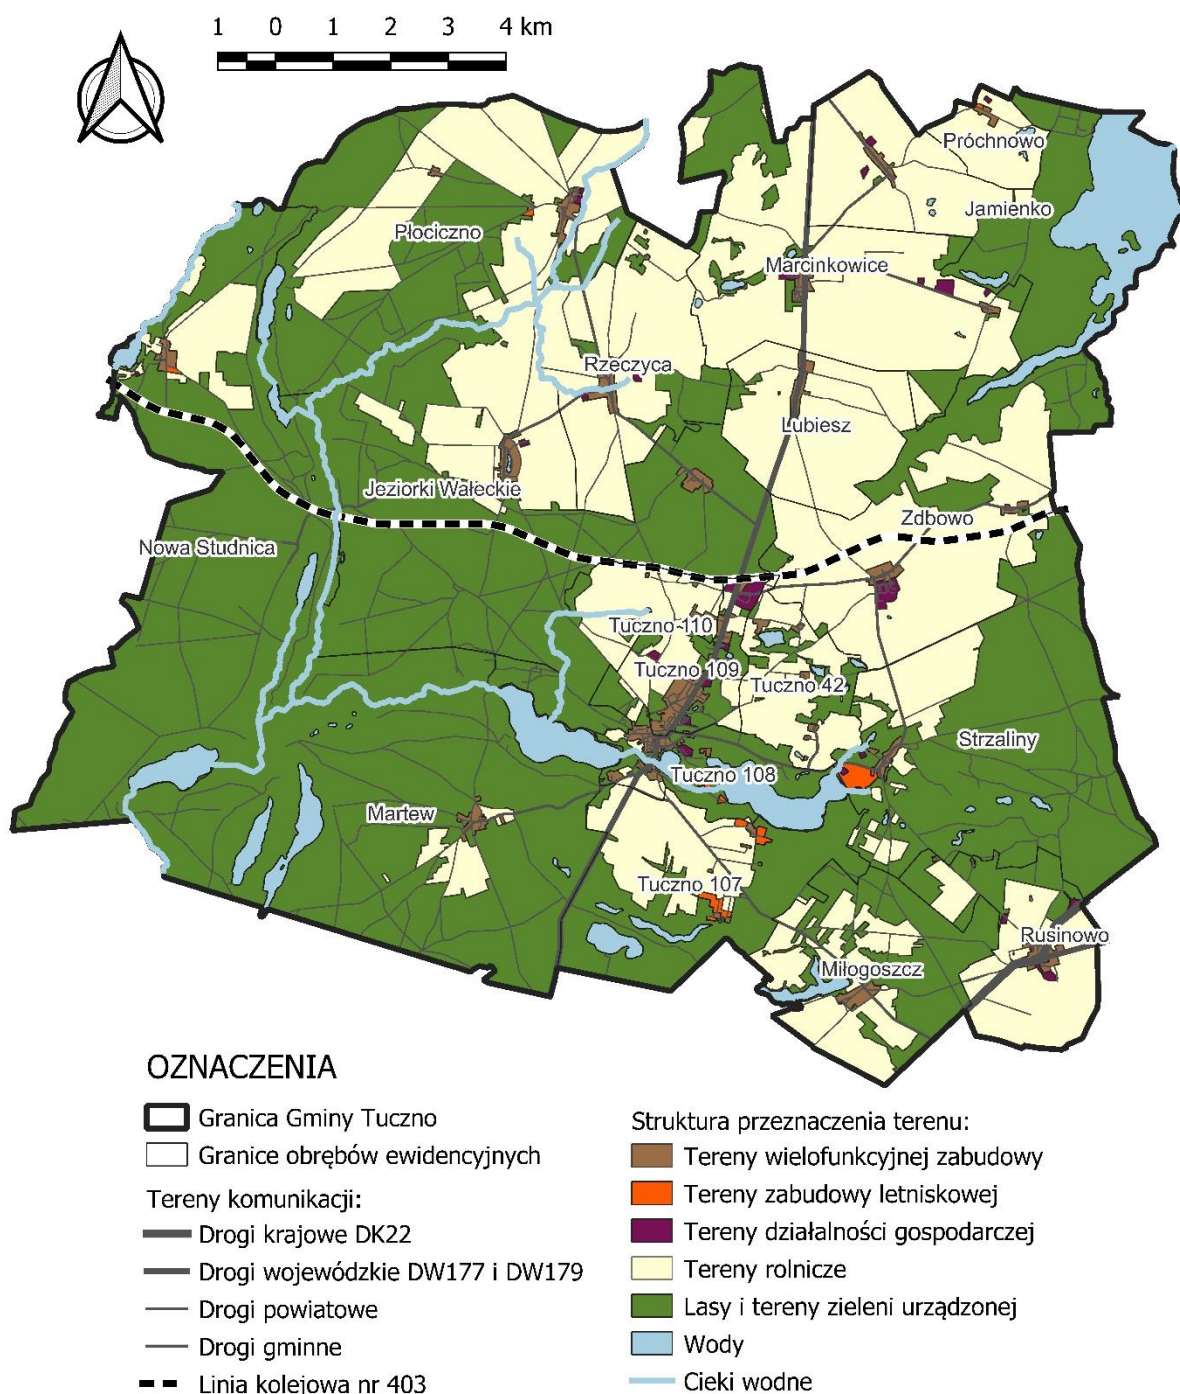 1 0 1 2 3 4 km
Próchnowo
Jamienko
Płociczno
Marcinkowice
Rzeczyca
Lubiesz
Jeziorki Wałeckie
Zdbowo
Nowa Studnica
Tuczno 110
Tuczno 109
Tuczno 42
Strzaliny
Tuczno 108
Martew
Tuczno 107
Rusinowo
Miłogoszcz
OZNACZENIA
Granica Gminy Tuczno
Granice obrębów ewidencyjnych
Tereny komunikacji:
Drogi krajowe DK22
Drogi wojewódzkie DW177 i DW179
Drogi powiatowe
Drogi gminne
Linia kolejowa nr 403
Struktura przeznaczenia terenu:
Tereny wielofunkcyjnej zabudowy
Tereny zabudowy letniskowej
Tereny działalności gospodarczej
Tereny rolnicze
Lasy i tereny zieleni urządzonej
Wody
Cieki wodne